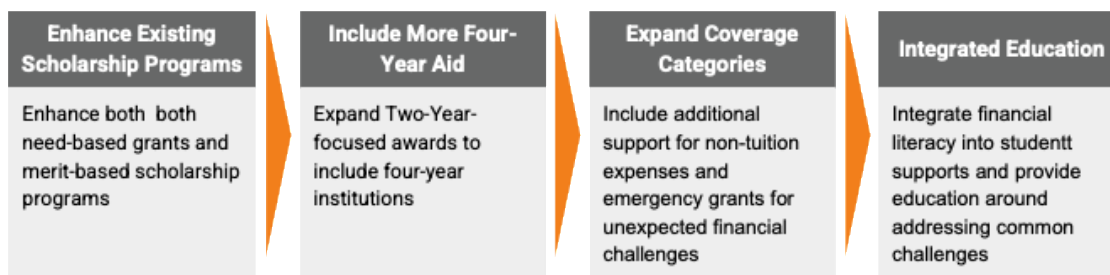 Enhance Existing
Scholarship Programs
Enhance both both
need-based grants and
merit-based scholarship
programs
Include More Four-
Year Aid
Expand Two-Year-
focused awards to
include four-year
institutions
Expand Coverage
Categories
Include additional
support for non-tuition
expenses and
emergency grants for
unexpected financial
challenges
Integrated Education
Integrate financial
literacy into studentt
supports and provide
education around
addressing common
challenges